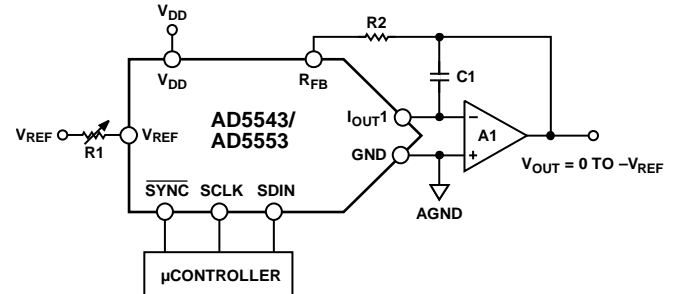 VDD
R2
VDD
RFB
C1
AD5543/
AD5553
IOUT1
VREF
R1
VREF
A1
GND
VOUT = 0 TO –VREF
SYNC
SCLK
SDIN
AGND
µCONTROLLER